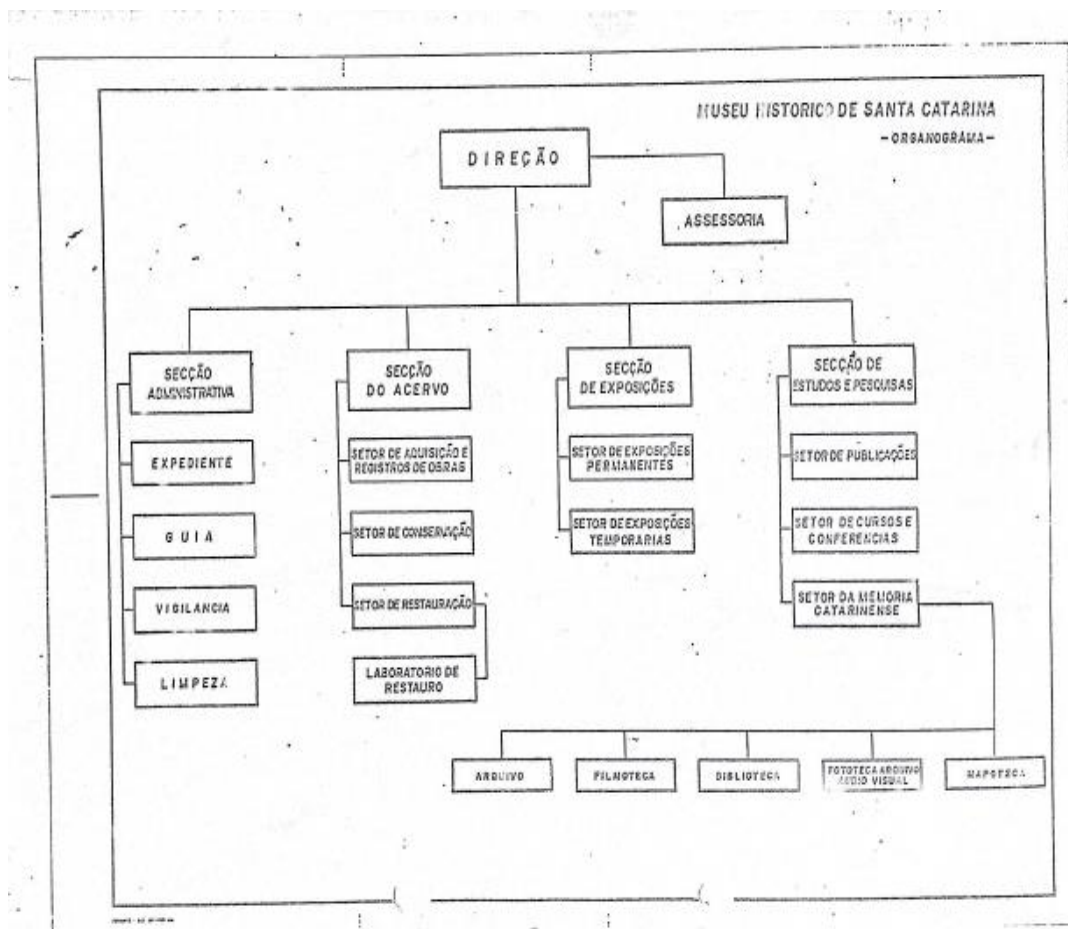 MUSEU HISTORICO DE SANTA CATARINA
- ORGANOGRAMA -
DIREÇÃO
ASSESSORIA
SECÇÃO
ADMINISTRATIVA
EXPEDIENTE
GUIA
VIGILANCIA
LIMPEZA
SECÇÃO
DO ACERVO
SETOR DE AQUISIÇÃO E
REGISTROS DE OBRAS
SETOR DE CONSERVAÇÃO
SETOR DE RESTAURAÇÃO
LABORATORIO DE
RESTAURO
SECÇÃO
DE EXPOSIÇÕES
SETOR DE EXPOSIÇÕES
PERMANENTES
SETOR DE EXPOSIÇÕES
TEMPORARIAS
SECÇÃO DE
ESTUDOS E PESQUISAS
SETOR DE PUBLICAÇÕES
SETOR DE CURSOS E
CONFERÊNCIAS
SETOR DA MEMORIA
CATARINENSE
ARQUIVO
FILMOTECA
BIBLIOTECA
FOTOTECA ARQUIVO
AUDIO VISUAL
MAPOTECA